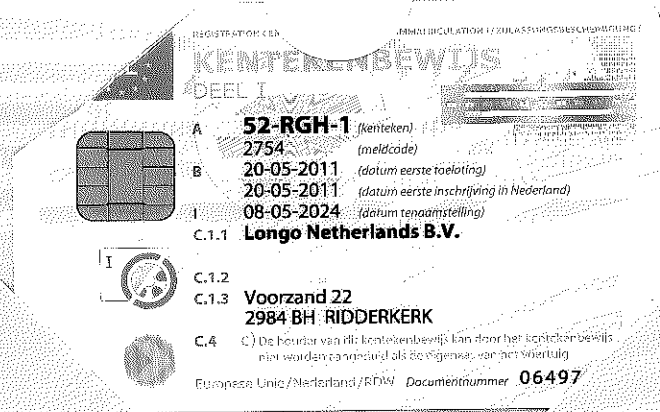 REGISTRATION CER IMMATRICULATION I / ZULASSUNGSBESCHEINIGUNG I
KENTEKENBEWIJS
DEEL I
A 52-RGH-1 (kenteken)
2754 (meldcode)
B 20-05-2011 (datum eerste toelating)
20-05-2011 (datum eerste inschrijving in Nederland)
I 08-05-2024 (datum tenaamstelling)
C.1.1 Longo Netherlands B.V.
I
C.1.2
C.1.3 Voorzand 22
2984 BH RIDDERKERK
C.4 C) De houder van dit kentekenbewijs kan door het kentekenbewijs
niet worden aangeduid als de eigenaar van het voertuig
Europese Unie/Nederland/RDW Documentnummer 06497